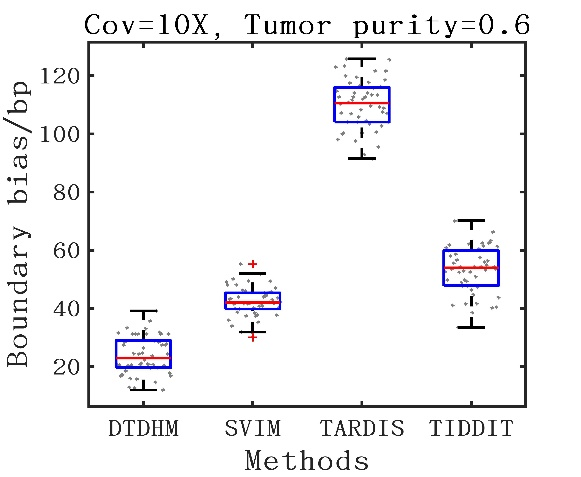 Cov=10X, Tumor purity=0.6
120
100
80
60
40
20
Boundary bias/bp
DTDHM SVIM TARDIS TIDDIT
Methods